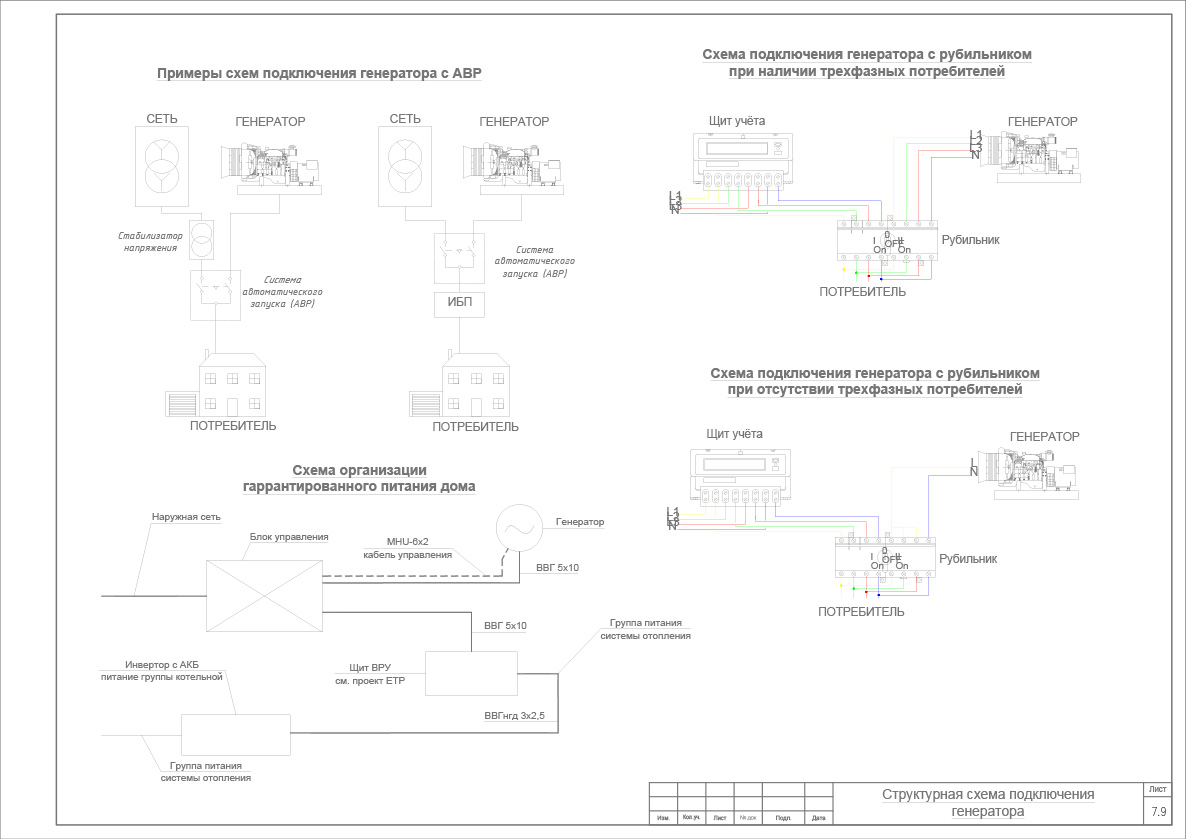 Примеры схем подключения генератора с АВР
СЕТЬ
ГЕНЕРАТОР
Стабилизатор
напряжения
Система
автоматического
запуска (АВР)
ПОТРЕБИТЕЛЬ
СЕТЬ
ГЕНЕРАТОР
Система
автоматического
запуска (АВР)
ИБП
ПОТРЕБИТЕЛЬ
Схема подключения генератора с рубильником
при наличии трехфазных потребителей
Щит учёта
ГЕНЕРАТОР
L1
L2
L3
N
L1
L2
L3
N
I
0
OFF
II
On
On
Рубильник
ПОТРЕБИТЕЛЬ
Схема подключения генератора с рубильником
при отсутствии трехфазных потребителей
Щит учёта
ГЕНЕРАТОР
L
N
L1
L2
L3
N
I
0
OFF
II
On
On
Рубильник
ПОТРЕБИТЕЛЬ
Схема организации
гаррантированного питания дома
Наружная сеть
Блок управления
MHU-6x2
кабель управления
Генератор
ВВГ 5х10
ВВГ 5х10
Группа питания
системы отопления
Инвертор с АКБ
питание группы котельной
Щит ВРУ
см. проект ЕТР
ВВГнгд 3х2,5
Группа питания
системы отопления
Изм. Кол.уч. Лист № док Подп. Дата
Структурная схема подключения
генератора
Лист
7.9